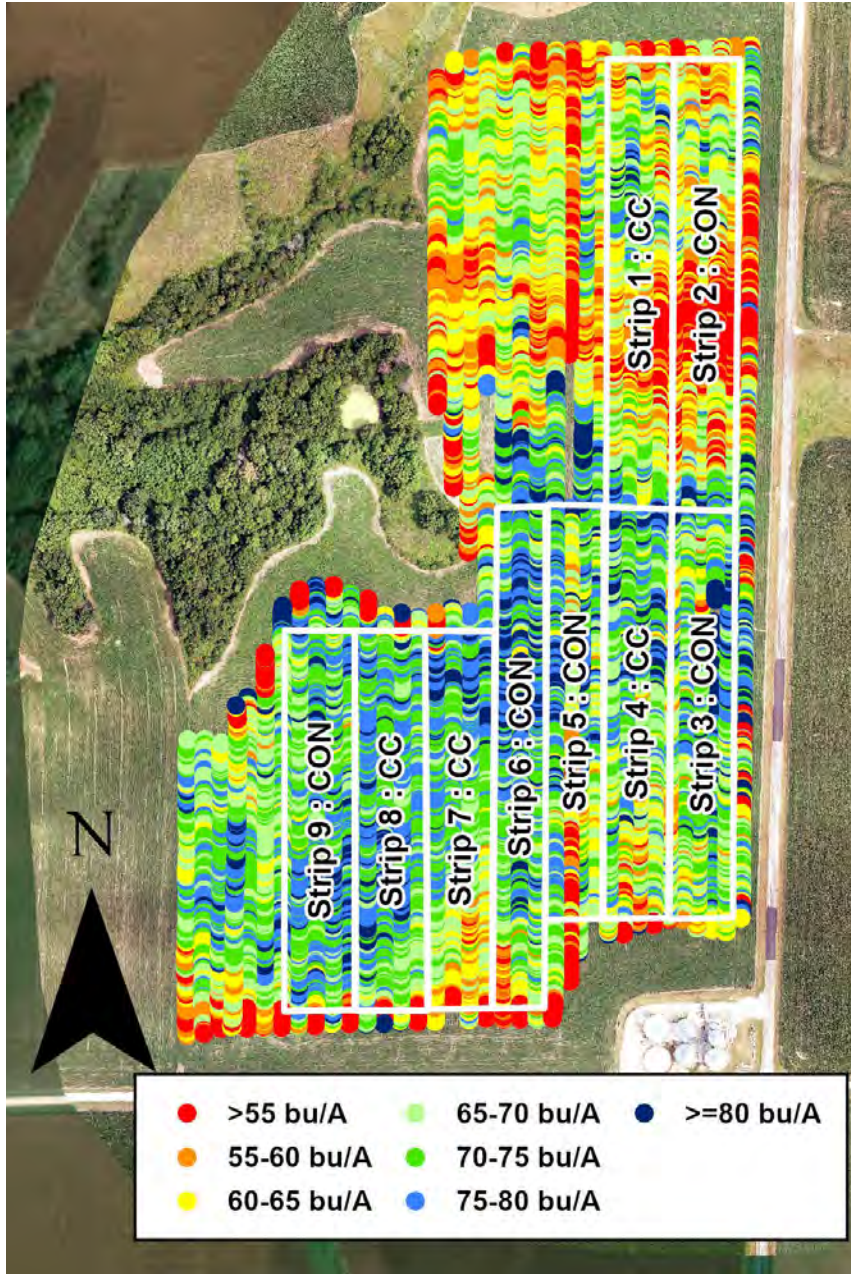 Strip 1 : CC
Strip 2 : CON
Strip 9 : CON
Strip 8 : CC
Strip 7 : CC
Strip 6 : CON
Strip 5 : CON
Strip 4 : CC
Strip 3 : CON
N
>55 bu/A
65-70 bu/A
>=80 bu/A
55-60 bu/A
70-75 bu/A
60-65 bu/A
75-80 bu/A